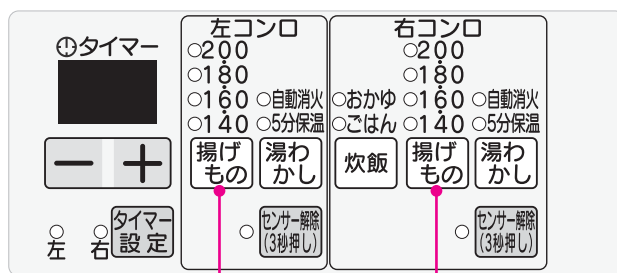 タイマー
− +
左 右 タイマー設定
左コンロ
200
180
160 自動消火
140 5分保温
揚げもの 湯わかし
センサー解除
(3秒押し)
右コンロ
200
180
おかゆ 160 自動消火
ごはん 140 5分保温
炊飯 揚げもの 湯わかし
センサー解除
(3秒押し)